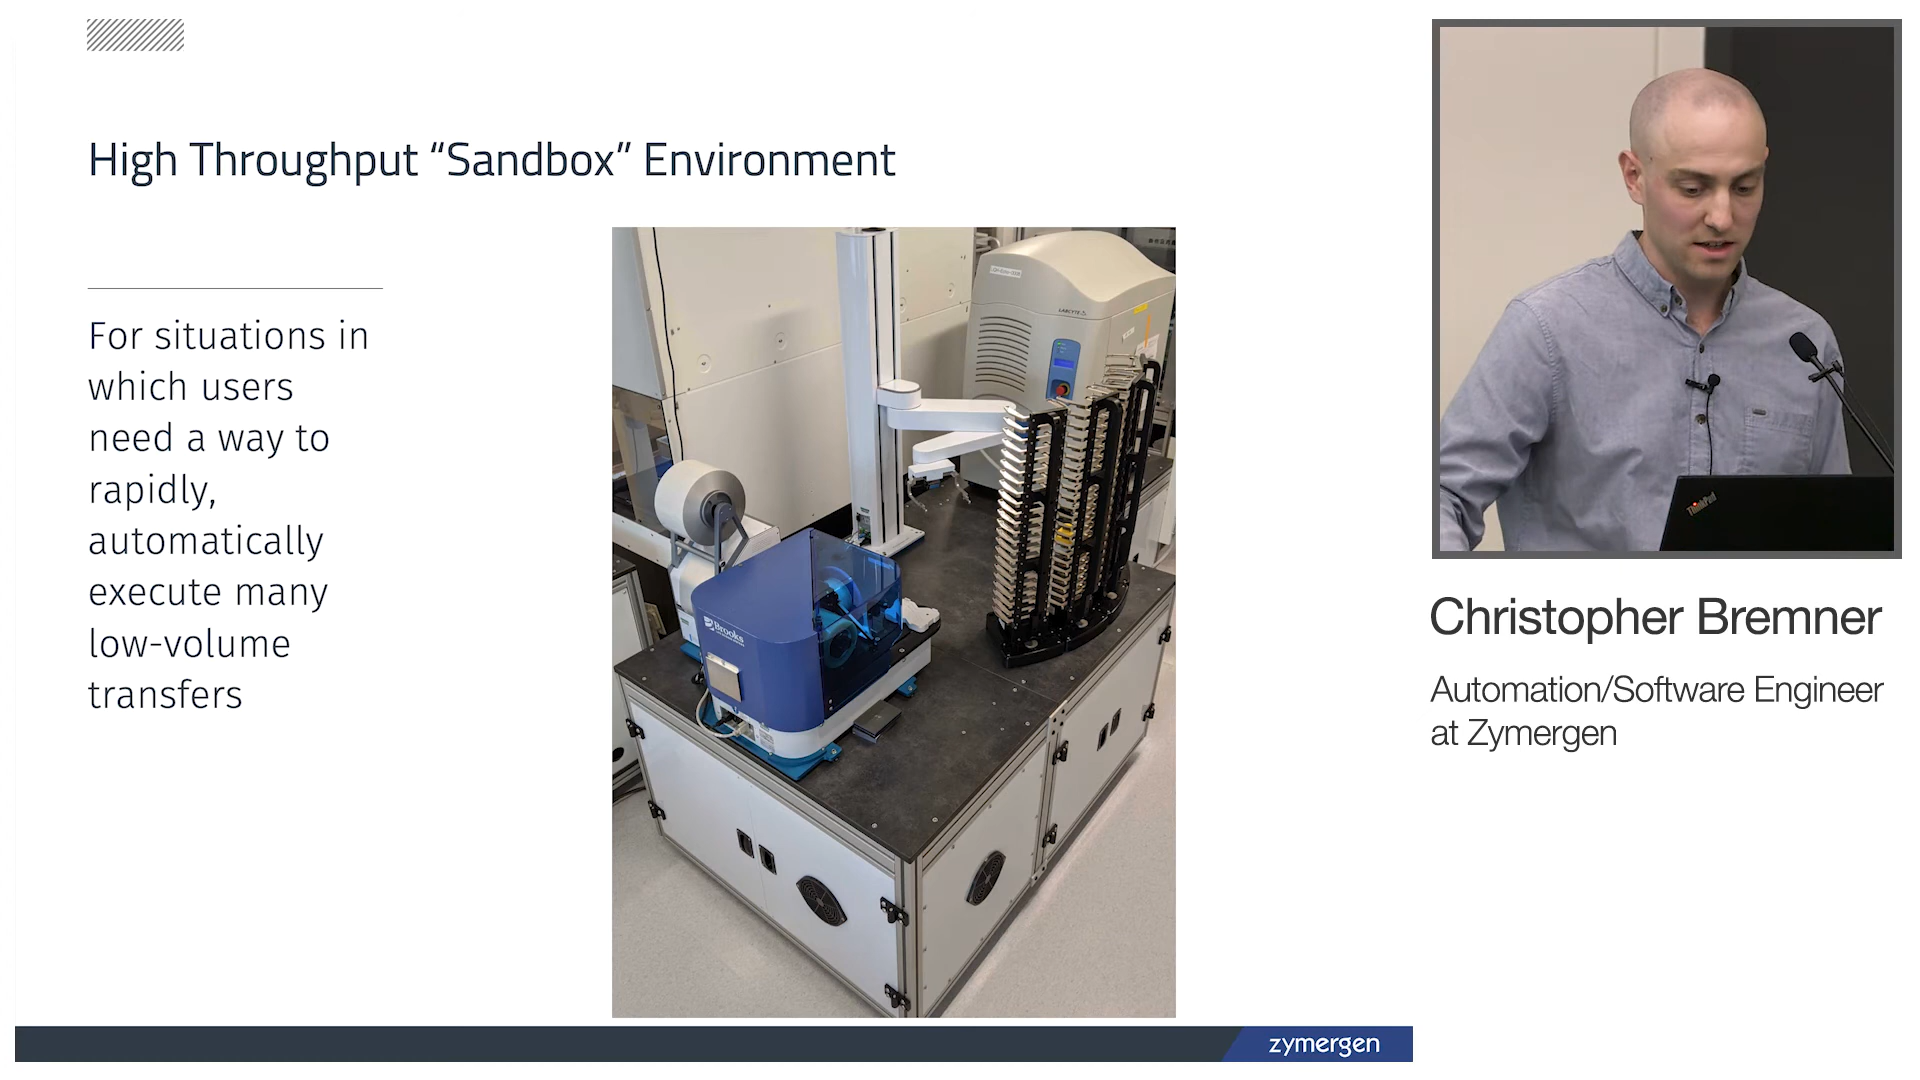 High Throughput “Sandbox” Environment
For situations in
which users
need a way to
rapidly,
automatically
execute many
low-volume
transfers
LABCYTE
Brooks
ThinkPad
Christopher Bremner
Automation/Software Engineer
at Zymergen
zymergen